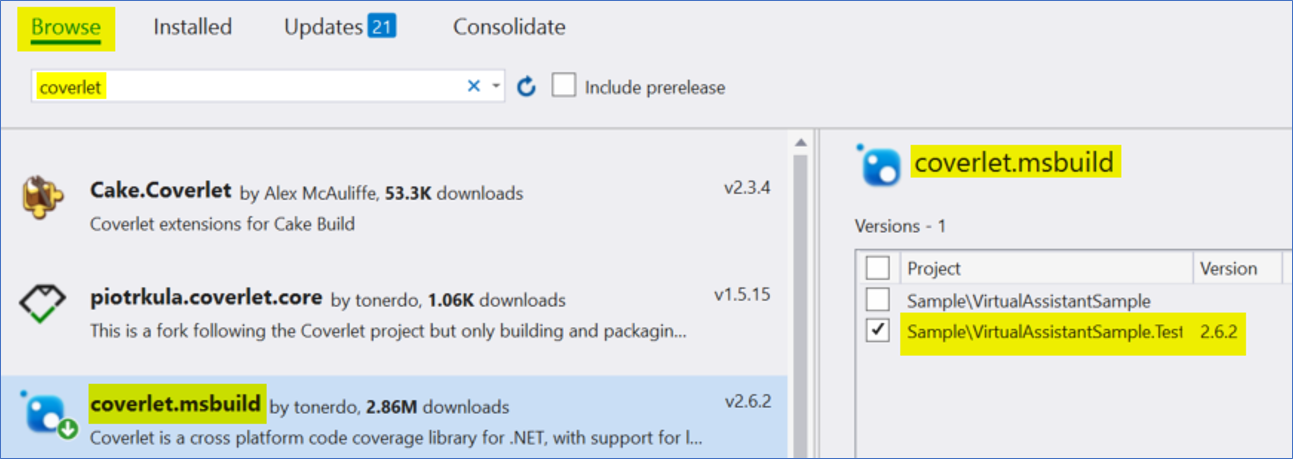 Browse Installed Updates 21 Consolidate
coverlet Include prerelease
Cake.Coverlet by Alex McAuliffe, 53.3K downloads v2.3.4
Coverlet extensions for Cake Build
piotrkula.coverlet.core by tonerdo, 1.06K downloads v1.5.15
This is a fork following the Coverlet project but only building and packagin...
coverlet.msbuild by tonerdo, 2.86M downloads v2.6.2
Coverlet is a cross platform code coverage library for .NET, with support for l...
coverlet.msbuild
Versions - 1
Project Version
Sample\VirtualAssistantSample
Sample\VirtualAssistantSample.Test 2.6.2